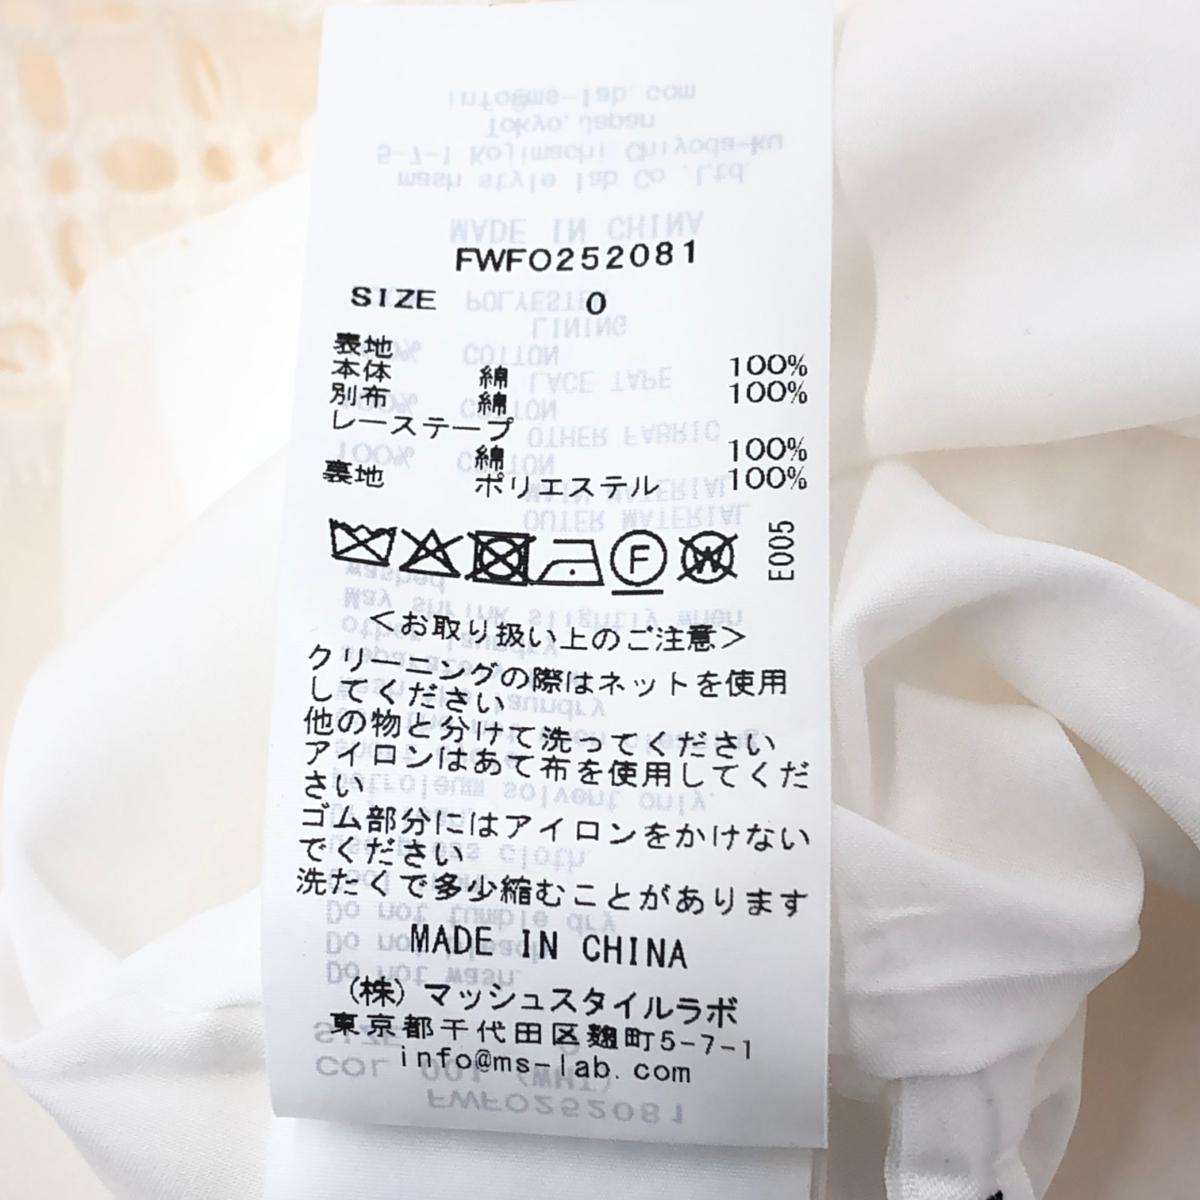 FWFO252081
SIZE 0
表地
本体 綿 100%
別布 綿 100%
レーステープ
綿 100%
裏地 ポリエステル 100%
F
W
E005
＜お取り扱い上のご注意＞
クリーニングの際はネットを使用
してください
他の物と分けて洗ってください
アイロンはあて布を使用してくだ
さい
ゴム部分にはアイロンをかけない
でください
洗たくで多少縮むことがあります
MADE IN CHINA
(株) マッシュスタイルラボ
東京都千代田区麹町5-7-1
info@ms-lab.com